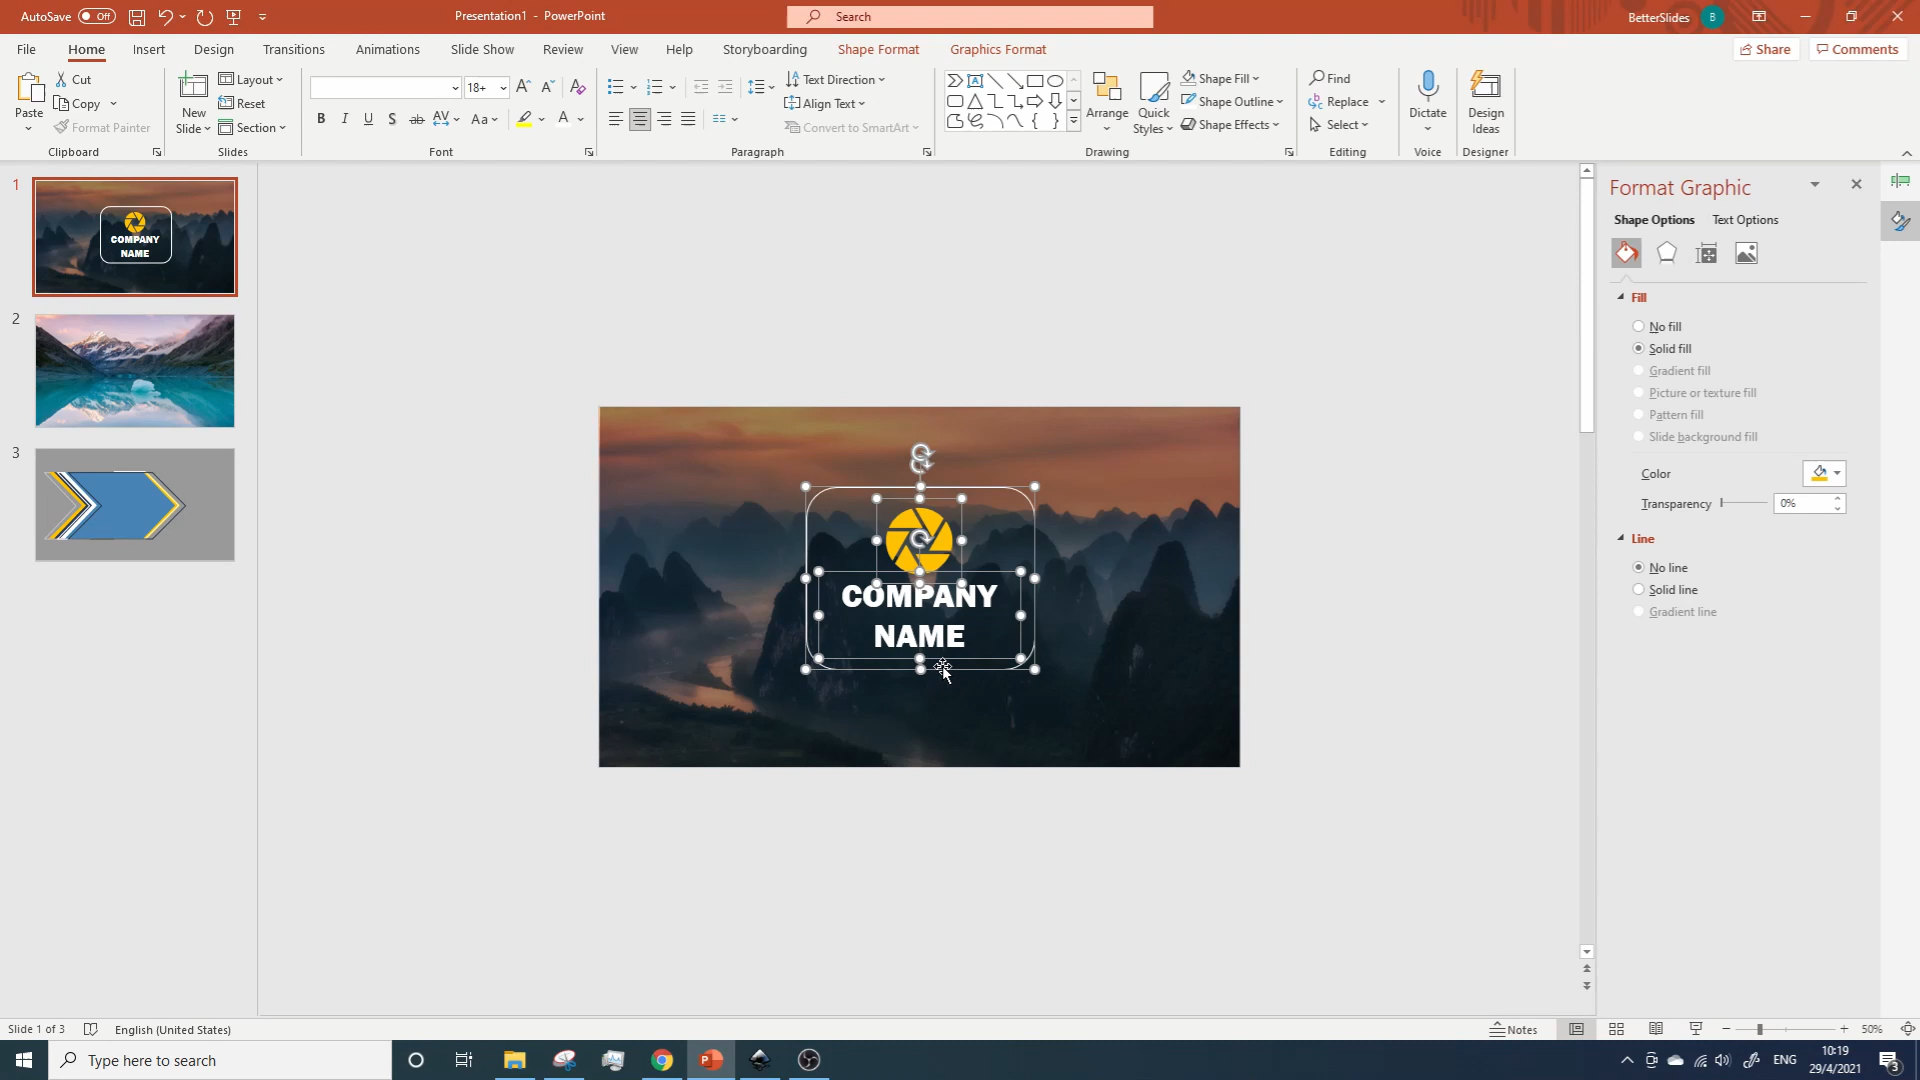 AutoSave Off
Presentation1 - PowerPoint
Search
BetterSlides B
File Home Insert Design Transitions Animations Slide Show Review View Help Storyboarding Shape Format Graphics Format
Share Comments
Paste
Cut
Copy
Format Painter
Clipboard
New
Slide
Layout
Reset
Section
Slides
18+
Aa
Font
Text Direction
Align Text
Convert to SmartArt
Paragraph
Arrange
Quick
Styles
Shape Fill
Shape Outline
Shape Effects
Drawing
Find
Replace
Select
Editing
Dictate
Voice
Design
Ideas
Designer
1
COMPANY
NAME
2
3
COMPANY
NAME
Format Graphic
Shape Options Text Options
Fill
No fill
Solid fill
Gradient fill
Picture or texture fill
Pattern fill
Slide background fill
Color
Transparency 0%
Line
No line
Solid line
Gradient line
Slide 1 of 3 English (United States)
Notes
50%
Type here to search
ENG
10:19
29/4/2021
3